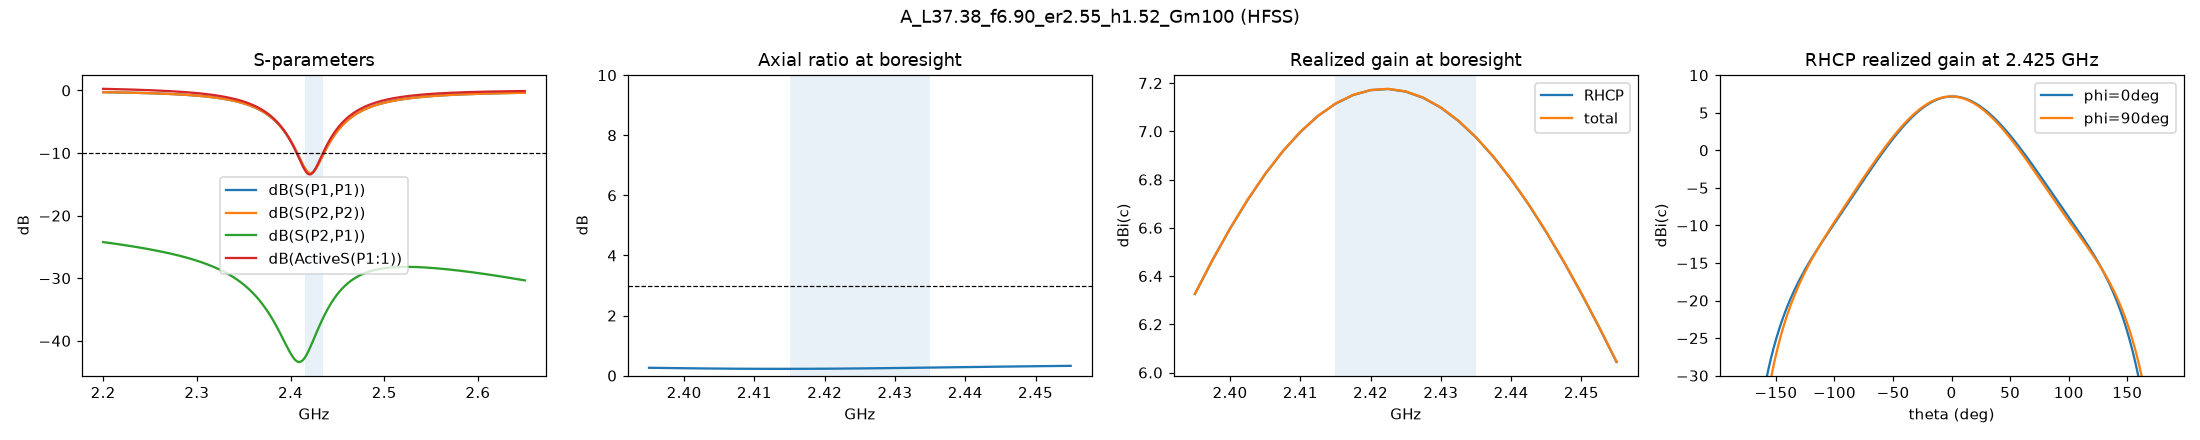 A_L37.38_f6.90_er2.55_h1.52_Gm100 (HFSS)
S-parameters
dB
0
−10
−20
−30
−40
dB(S(P1,P1))
dB(S(P2,P2))
dB(S(P2,P1))
dB(ActiveS(P1:1))
2.2 2.3 2.4 2.5 2.6
GHz
Axial ratio at boresight
dB
10
8
6
4
2
0
2.40 2.41 2.42 2.43 2.44 2.45
GHz
Realized gain at boresight
dBi(c)
7.2
7.0
6.8
6.6
6.4
6.2
6.0
RHCP
total
2.40 2.41 2.42 2.43 2.44 2.45
GHz
RHCP realized gain at 2.425 GHz
dBi(c)
10
5
0
−5
−10
−15
−20
−25
−30
phi=0deg
phi=90deg
−150 −100 −50 0 50 100 150
theta (deg)